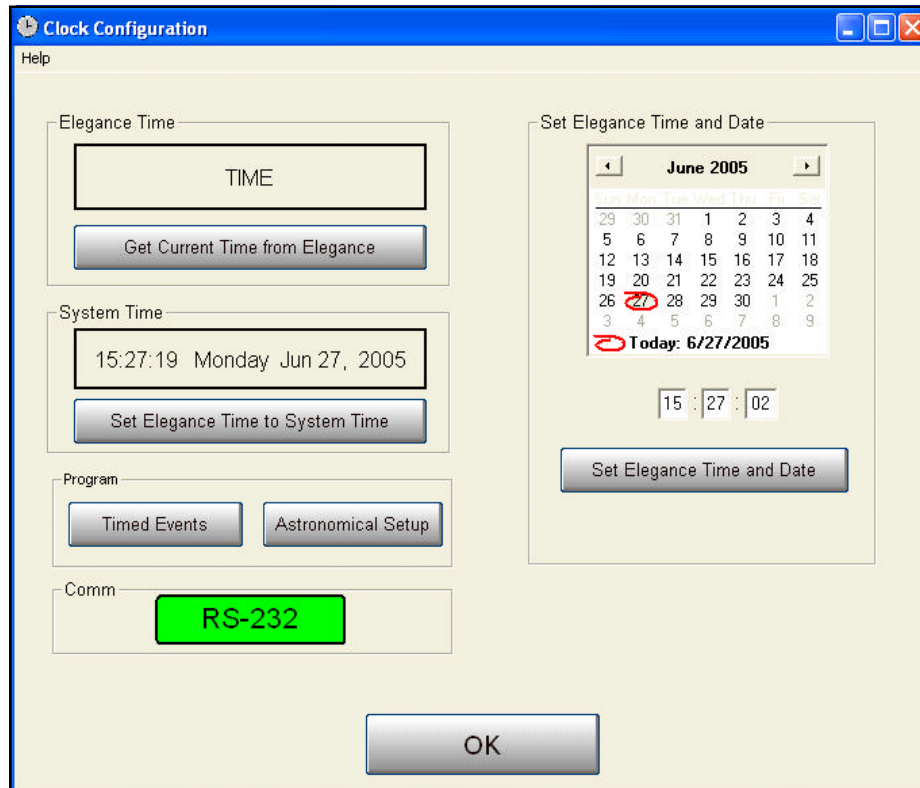 Clock Configuration
Help
Elegance Time
TIME
Get Current Time from Elegance
System Time
15:27:19 Monday Jun 27, 2005
Set Elegance Time to System Time
Program
Timed Events Astronomical Setup
Comm
RS-232
Set Elegance Time and Date
June 2005
Sun Mon Tue Wed Thu Fri Sat
29 30 31 1 2 3 4
5 6 7 8 9 10 11
12 13 14 15 16 17 18
19 20 21 22 23 24 25
26 27 28 29 30 1 2
3 4 5 6 7 8 9
Today: 6/27/2005
15 : 27 : 02
Set Elegance Time and Date
OK